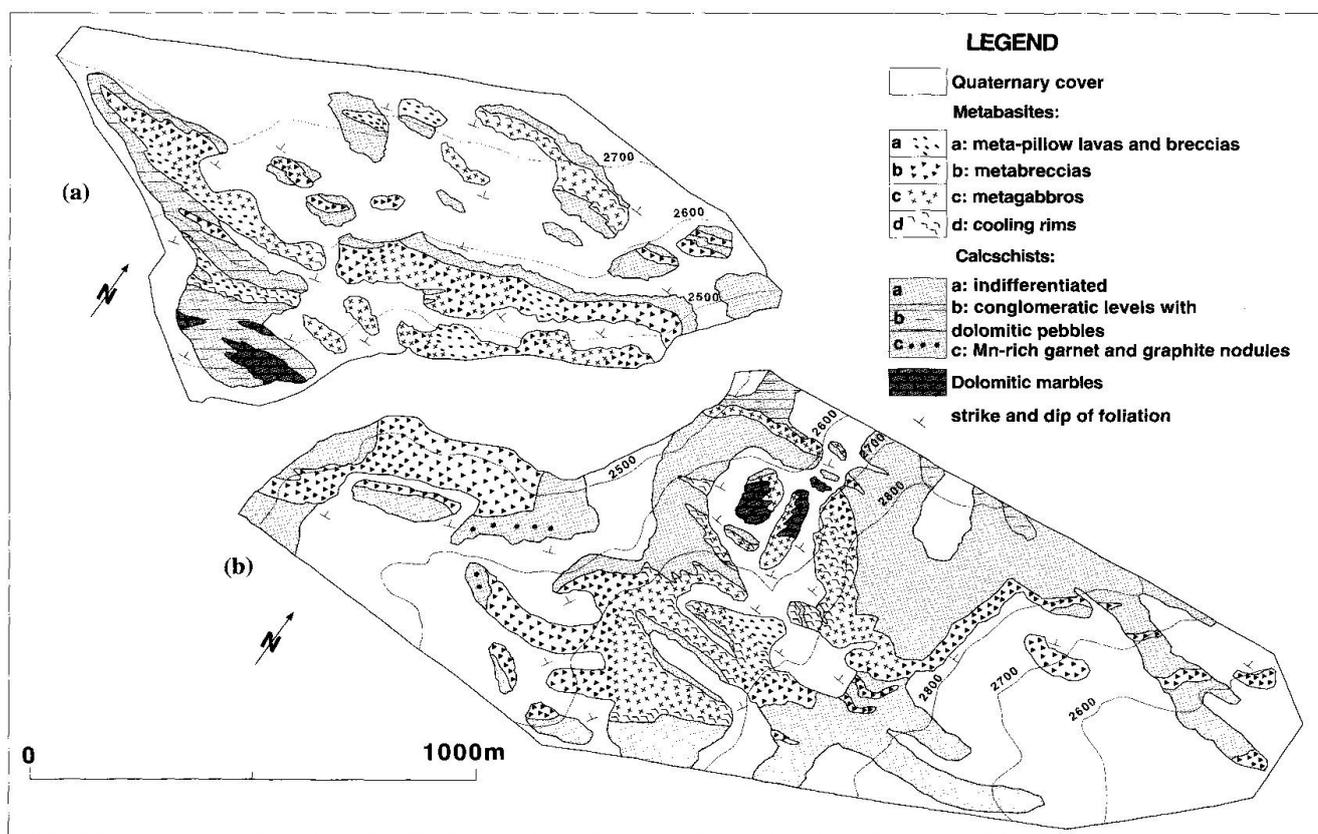 LEGEND
Quaternary cover
Metabasites:
a a: meta-pillow lavas and breccias
b b: metabreccias
c c: metagabbros
d d: cooling rims
Calcschists:
a a: indifferentiated
b b: conglomeratic levels with
dolomitic pebbles
c c: Mn-rich garnet and graphite nodules
Dolomitic marbles
strike and dip of foliation
(a)
N
2700
2600
2500
(b)
N
2500
2600
2700
2800
2800
2700
2600
0 1000m